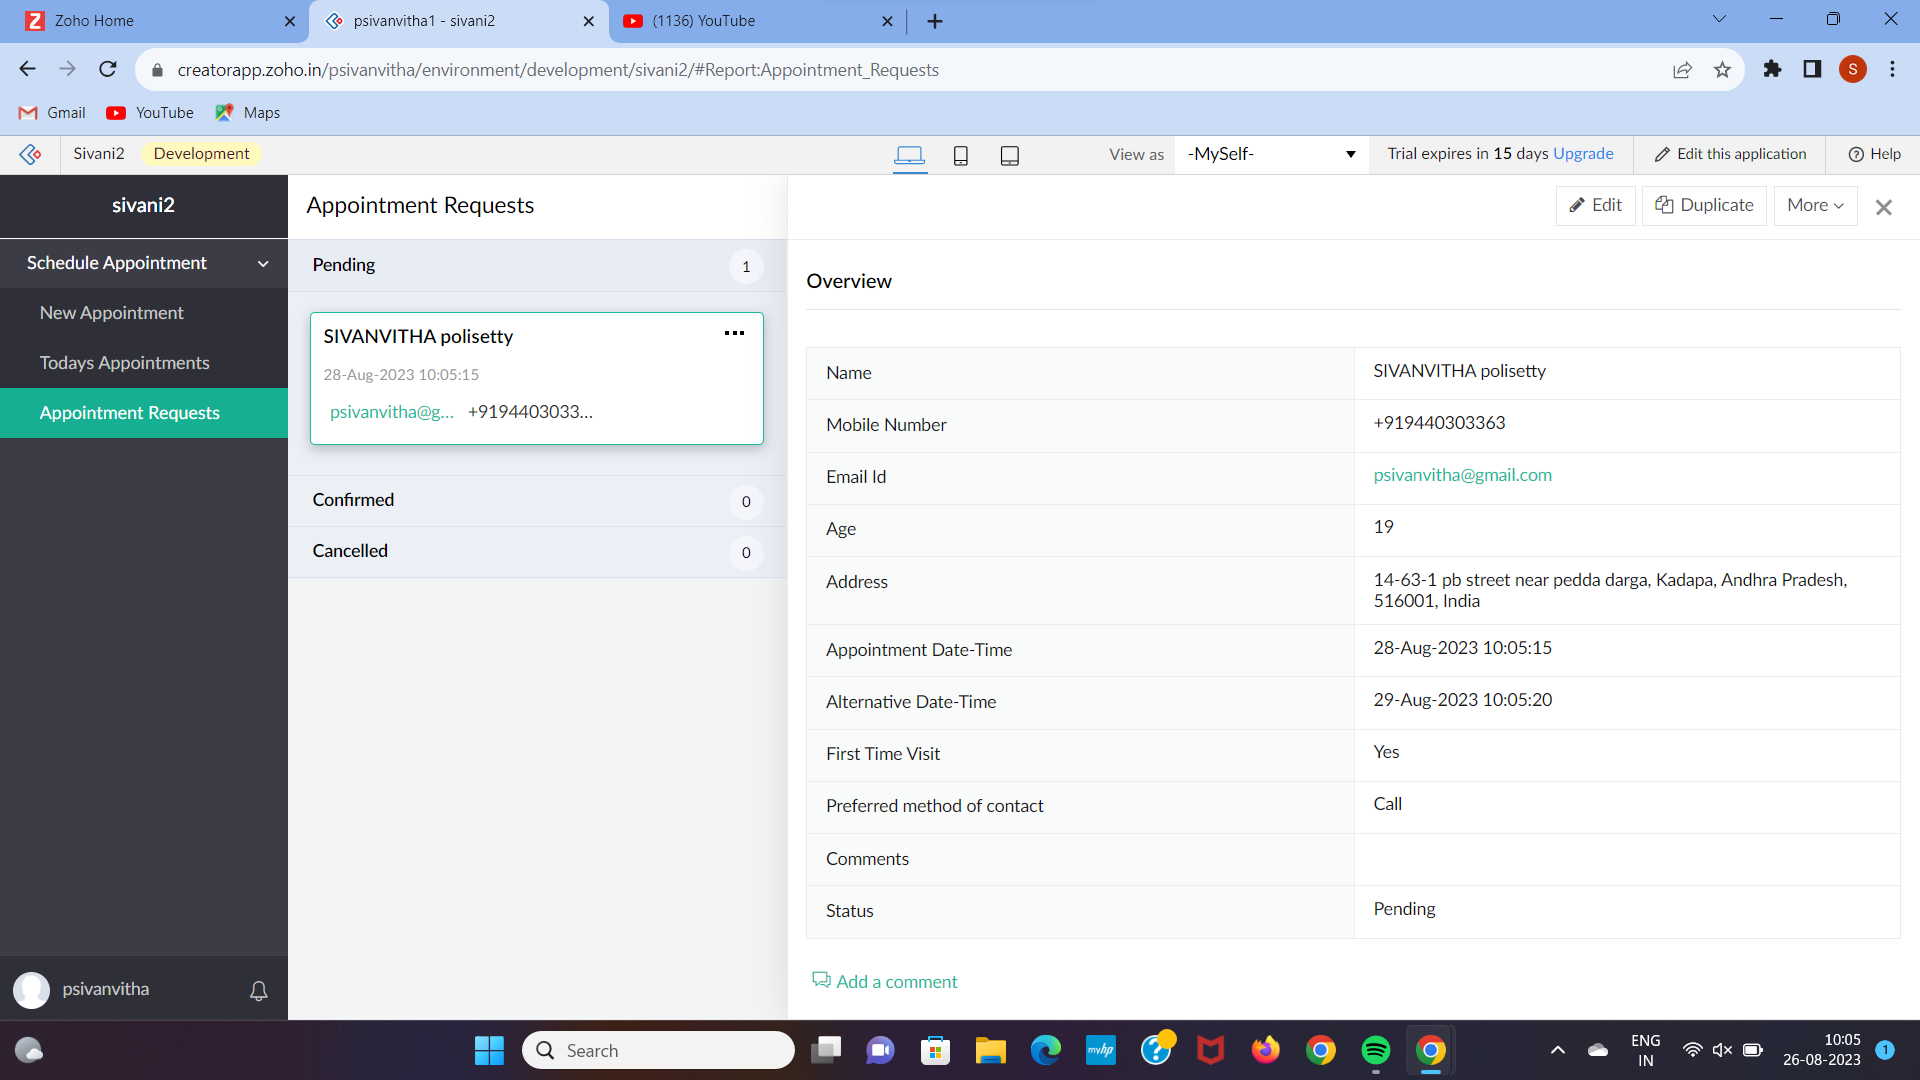 Zoho Home
psivanvitha1 - sivani2
(1136) YouTube
creatorapp.zoho.in/psivanvitha/environment/development/sivani2/#Report:Appointment_Requests
S
Gmail
YouTube
Maps
Sivani2
Development
View as
-MySelf-
Trial expires in 15 days Upgrade
Edit this application
Help
sivani2
Schedule Appointment
New Appointment
Todays Appointments
Appointment Requests
psivanvitha
Appointment Requests
Pending 1
SIVANVITHA polisetty
28-Aug-2023 10:05:15
psivanvitha@g... +9194403033...
Confirmed 0
Cancelled 0
Edit
Duplicate
More
Overview
Name SIVANVITHA polisetty
Mobile Number +919440303363
Email Id psivanvitha@gmail.com
Age 19
Address 14-63-1 pb street near pedda darga, Kadapa, Andhra Pradesh,
516001, India
Appointment Date-Time 28-Aug-2023 10:05:15
Alternative Date-Time 29-Aug-2023 10:05:20
First Time Visit Yes
Preferred method of contact Call
Comments
Status Pending
Add a comment
Search
myhp
ENG
IN
10:05
26-08-2023
1